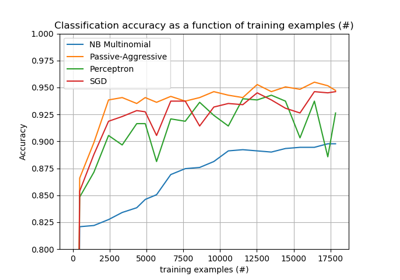 Classification accuracy as a function of training examples (#)
1.000
0.975
0.950
0.925
0.900
0.875
0.850
0.825
0.800
Accuracy
NB Multinomial
Passive-Aggressive
Perceptron
SGD
0 2500 5000 7500 10000 12500 15000 17500
training examples (#)